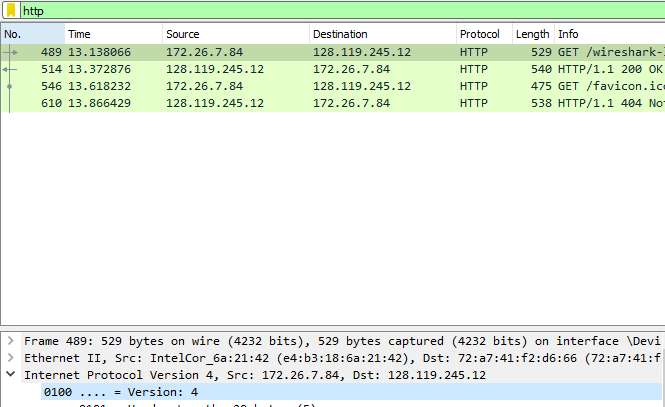 http
No. Time Source Destination Protocol Length Info
489 13.138066 172.26.7.84 128.119.245.12 HTTP 529 GET /wireshark-
514 13.372876 128.119.245.12 172.26.7.84 HTTP 540 HTTP/1.1 200 OK
546 13.618232 172.26.7.84 128.119.245.12 HTTP 475 GET /favicon.ico
610 13.866429 128.119.245.12 172.26.7.84 HTTP 538 HTTP/1.1 404 No
Frame 489: 529 bytes on wire (4232 bits), 529 bytes captured (4232 bits) on interface \Devi
Ethernet II, Src: IntelCor_6a:21:42 (e4:b3:18:6a:21:42), Dst: 72:a7:41:f2:d6:66 (72:a7:41:f
Internet Protocol Version 4, Src: 172.26.7.84, Dst: 128.119.245.12
0100 .... = Version: 4